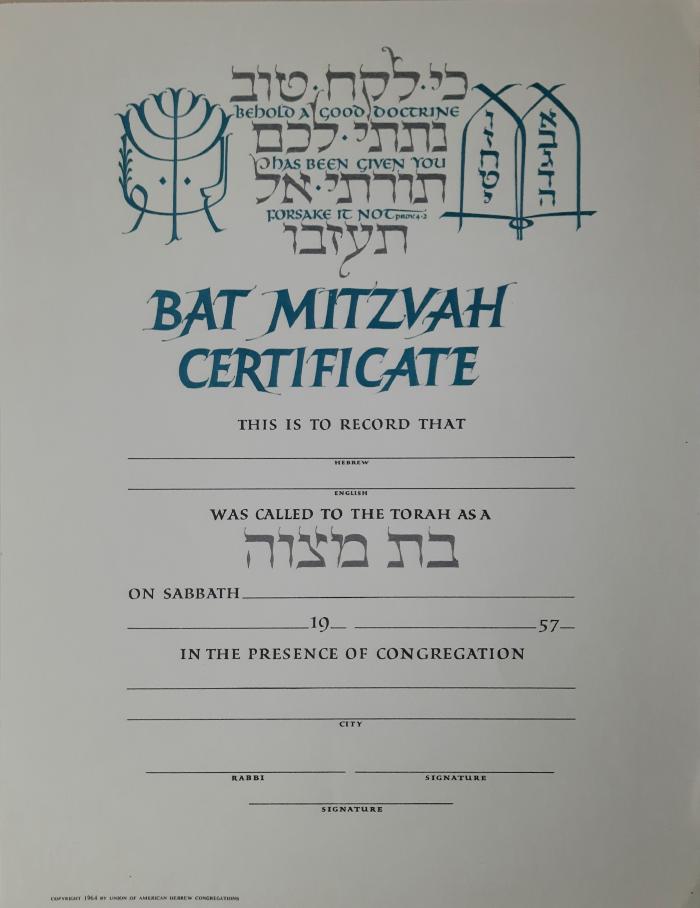 כי·לקח·טוב
BEHOLD A GOOD DOCTRINE
נתתי·לכם
HAS BEEN GIVEN YOU
תורתי·אל
FORSAKE IT NOT PROV 4·2
תעזבו
א ב ג ד ה
ו ז ח ט י
BAT MITZVAH
CERTIFICATE
THIS IS TO RECORD THAT
HEBREW
ENGLISH
WAS CALLED TO THE TORAH AS A
בת מצוה
ON SABBATH
19 57
IN THE PRESENCE OF CONGREGATION
CITY
RABBI SIGNATURE
SIGNATURE
COPYRIGHT 1964 BY UNION OF AMERICAN HEBREW CONGREGATIONS